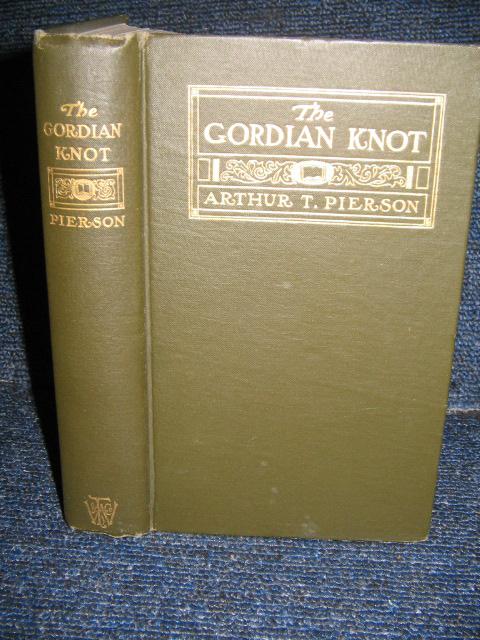 The
GORDIAN
KNOT
PIERSON
The
GORDIAN KNOT
ARTHUR T. PIERSON